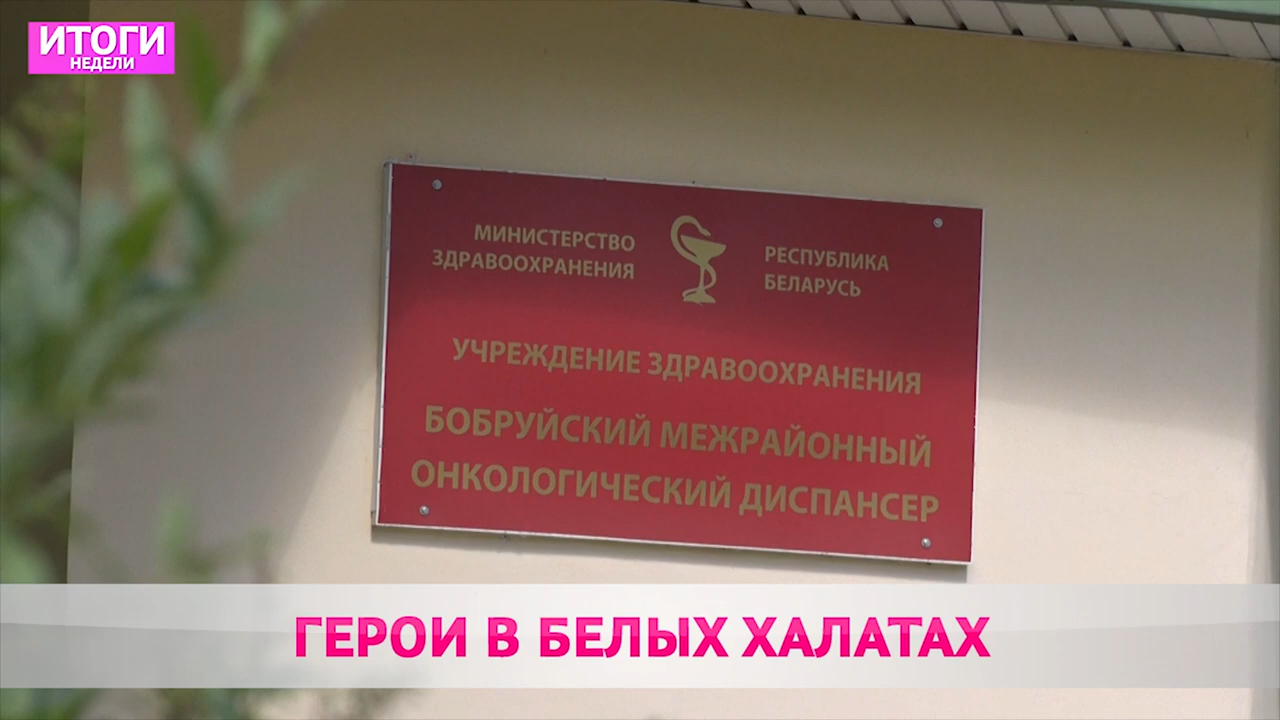 ИТОГИ
НЕДЕЛИ
МИНИСТЕРСТВО
ЗДРАВООХРАНЕНИЯ
РЕСПУБЛИКА
БЕЛАРУСЬ
УЧРЕЖДЕНИЕ ЗДРАВООХРАНЕНИЯ
БОБРУЙСКИЙ МЕЖРАЙОННЫЙ
ОНКОЛОГИЧЕСКИЙ ДИСПАНСЕР
ГЕРОИ В БЕЛЫХ ХАЛАТАХ